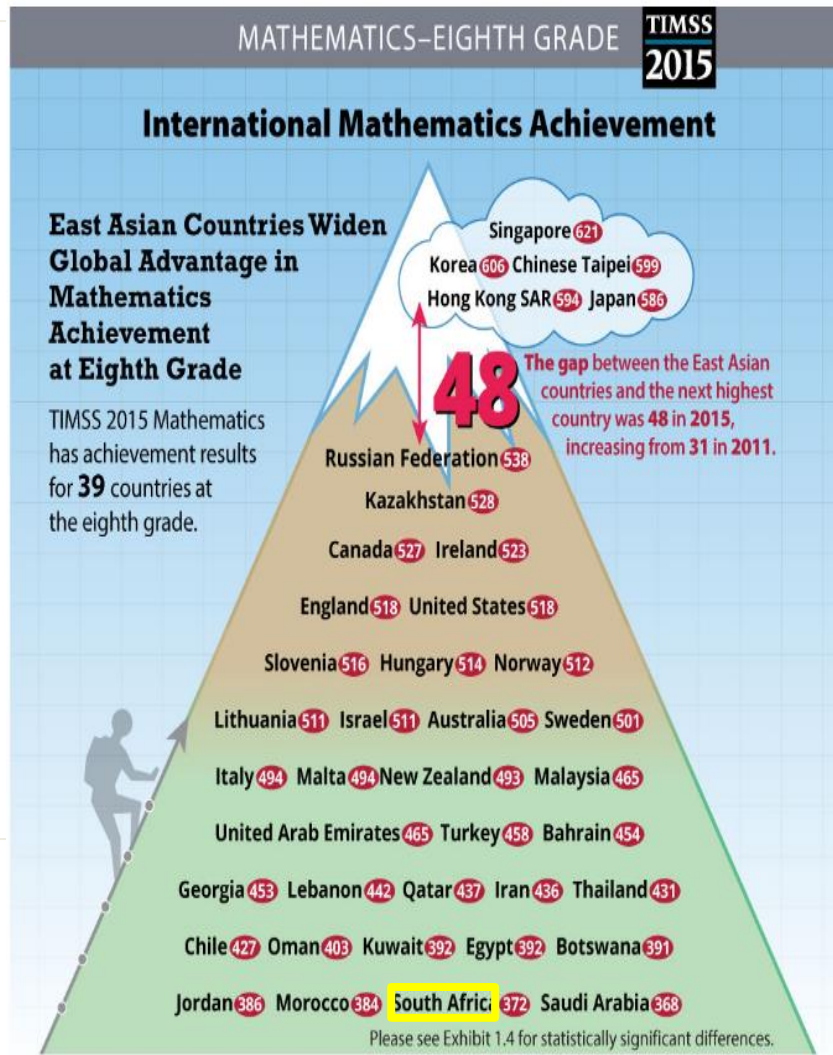 MATHEMATICS–EIGHTH GRADE
TIMSS
2015
International Mathematics Achievement
East Asian Countries Widen
Global Advantage in
Mathematics
Achievement
at Eighth Grade
TIMSS 2015 Mathematics
has achievement results
for 39 countries at
the eighth grade.
Singapore 621
Korea 606 Chinese Taipei 599
Hong Kong SAR 594 Japan 586
48
The gap between the East Asian
countries and the next highest
country was 48 in 2015,
increasing from 31 in 2011.
Russian Federation 538
Kazakhstan 528
Canada 527 Ireland 523
England 518 United States 518
Slovenia 516 Hungary 514 Norway 512
Lithuania 511 Israel 511 Australia 505 Sweden 501
Italy 494 Malta 494 New Zealand 493 Malaysia 465
United Arab Emirates 465 Turkey 458 Bahrain 454
Georgia 453 Lebanon 442 Qatar 437 Iran 436 Thailand 431
Chile 427 Oman 403 Kuwait 392 Egypt 392 Botswana 391
Jordan 386 Morocco 384 South Africa 372 Saudi Arabia 368
Please see Exhibit 1.4 for statistically significant differences.